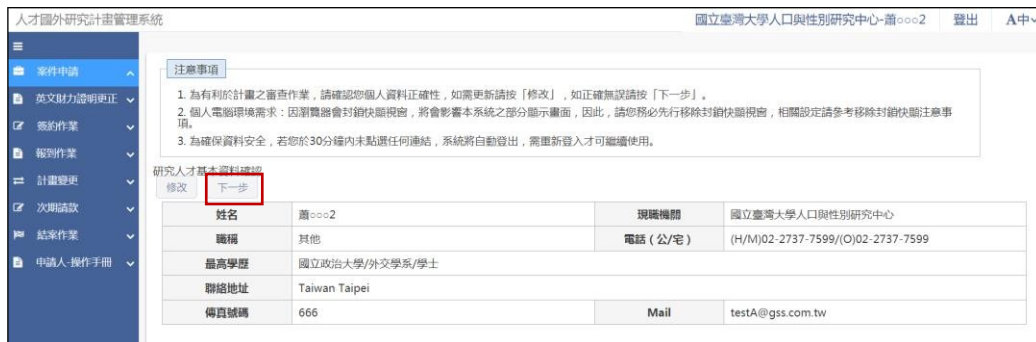 人才國外研究計畫管理系統 國立臺灣大學人口與性別研究中心-蕭○○○2 登出 A中
案件申請
英文財力證明更正
簽約作業
報到作業
計畫變更
次期請款
結案作業
申請人-操作手冊
注意事項
1. 為有利於計畫之審查作業，請確認您個人資料正確性，如需更新請按「修改」，如正確無誤請按「下一步」。
2. 個人電腦環境需求：因瀏覽器會封鎖快顯視窗，將會影響本系統之部分顯示畫面，因此，請您務必先行移除封鎖快顯視窗，相關設定請參考移除封鎖快顯注意事
項。
3. 為確保資料安全，若您於30分鐘內未點選任何連結，系統將自動登出，需重新登入才可繼續使用。
研究人才基本資料確認
修改 下一步
姓名 蕭○○○2 現職機關 國立臺灣大學人口與性別研究中心
職稱 其他 電話（公/宅） (H/M)02-2737-7599/(O)02-2737-7599
最高學歷 國立政治大學/外交學系/學士
聯絡地址 Taiwan Taipei
傳真號碼 666 Mail testA@gss.com.tw